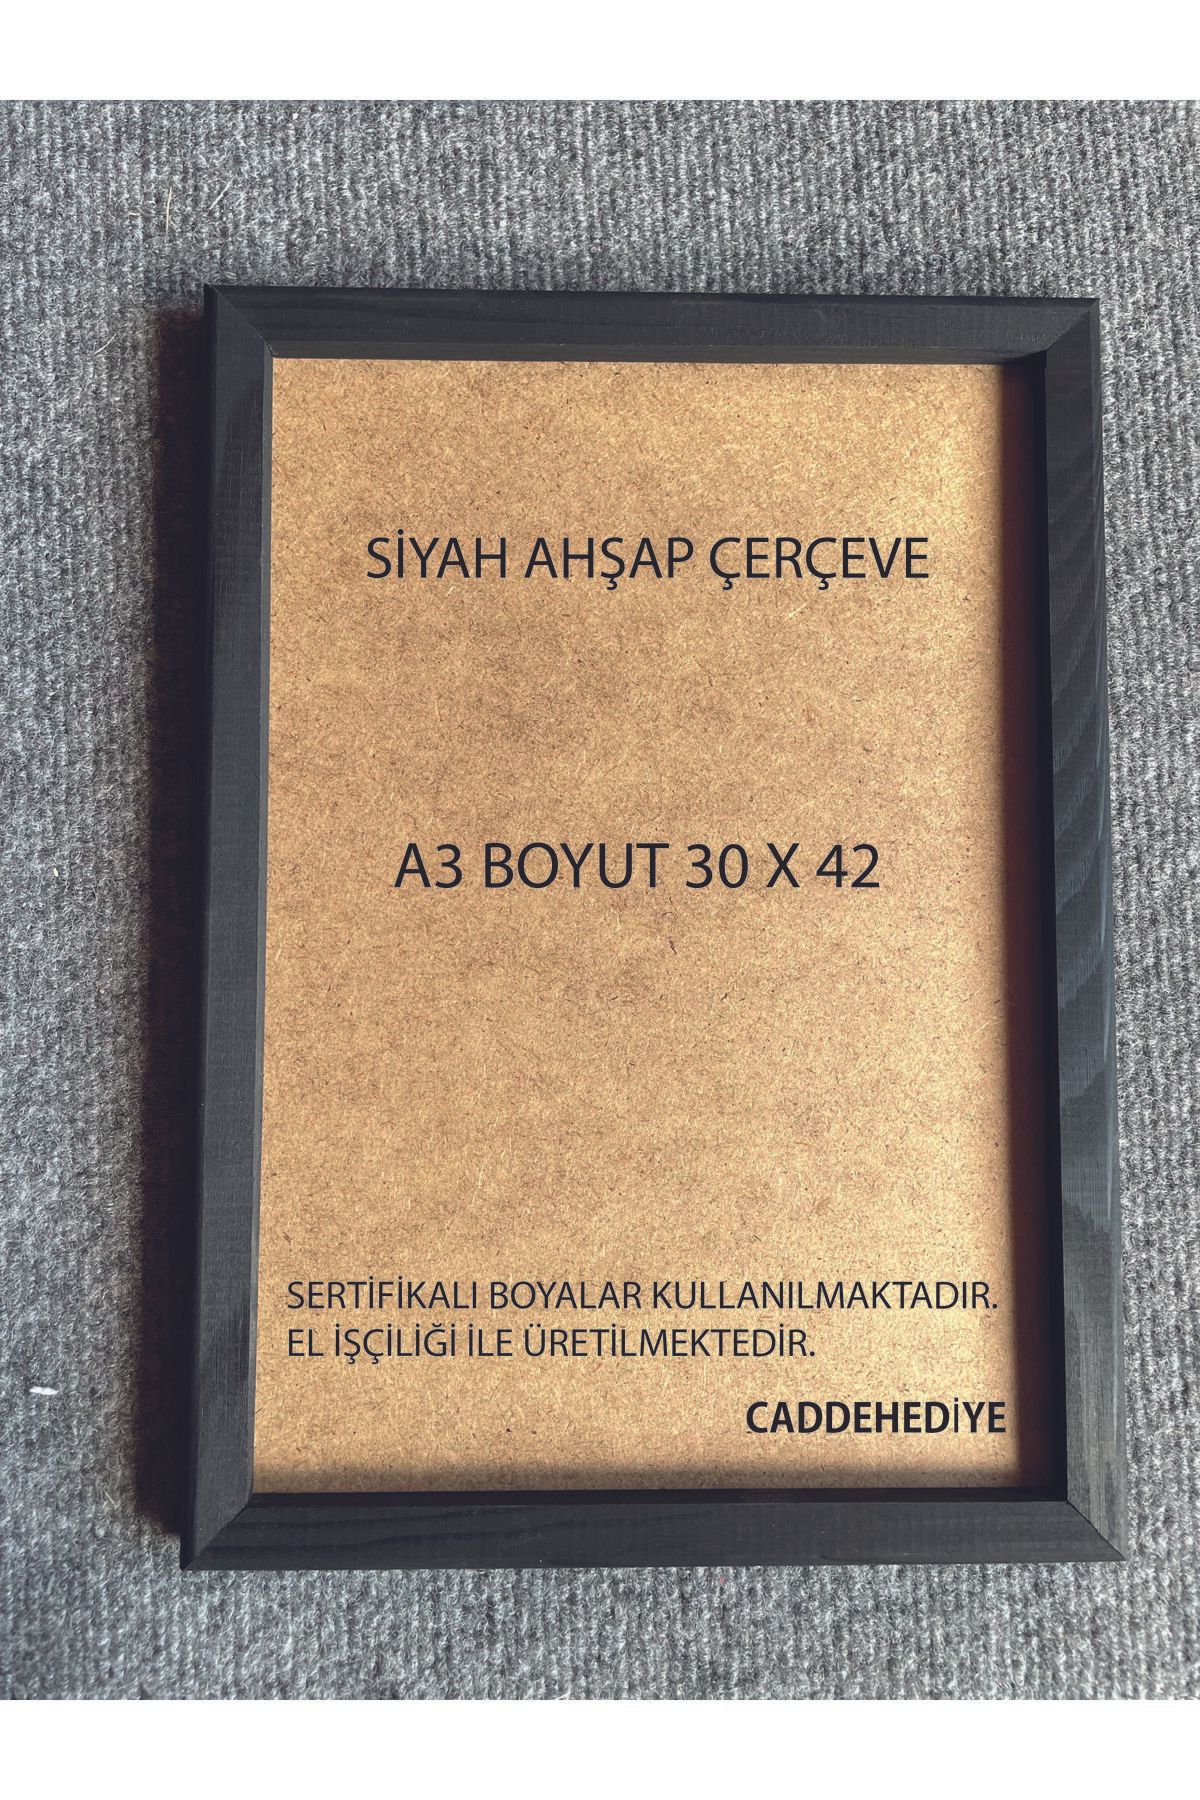 SİYAH AHŞAP ÇERÇEVE
A3 BOYUT 30 X 42
SERTİFİKALI BOYALAR KULLANILMAKTADIR.
EL İŞÇİLİĞİ İLE ÜRETİLMEKTEDİR.
CADDEHEDİYE